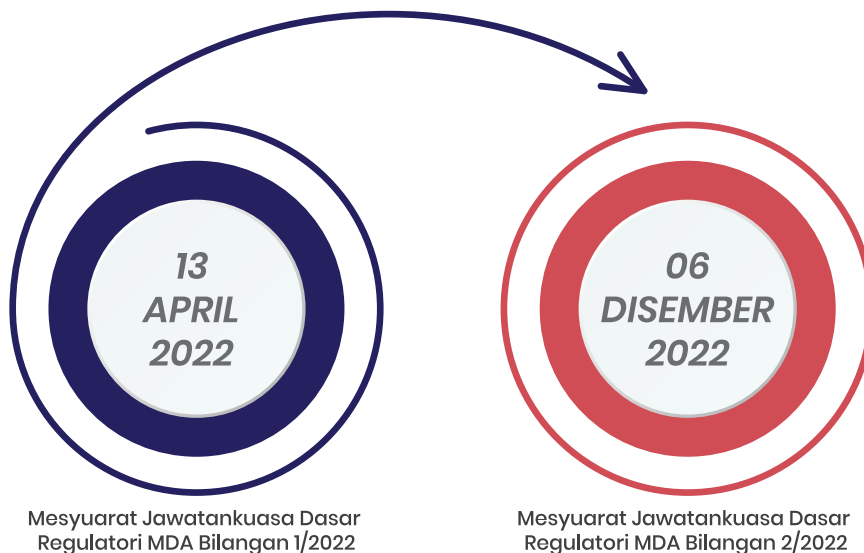 13
APRIL
2022
Mesyuarat Jawatankuasa Dasar
Regulatori MDA Bilangan 1/2022
06
DISEMBER
2022
Mesyuarat Jawatankuasa Dasar
Regulatori MDA Bilangan 2/2022